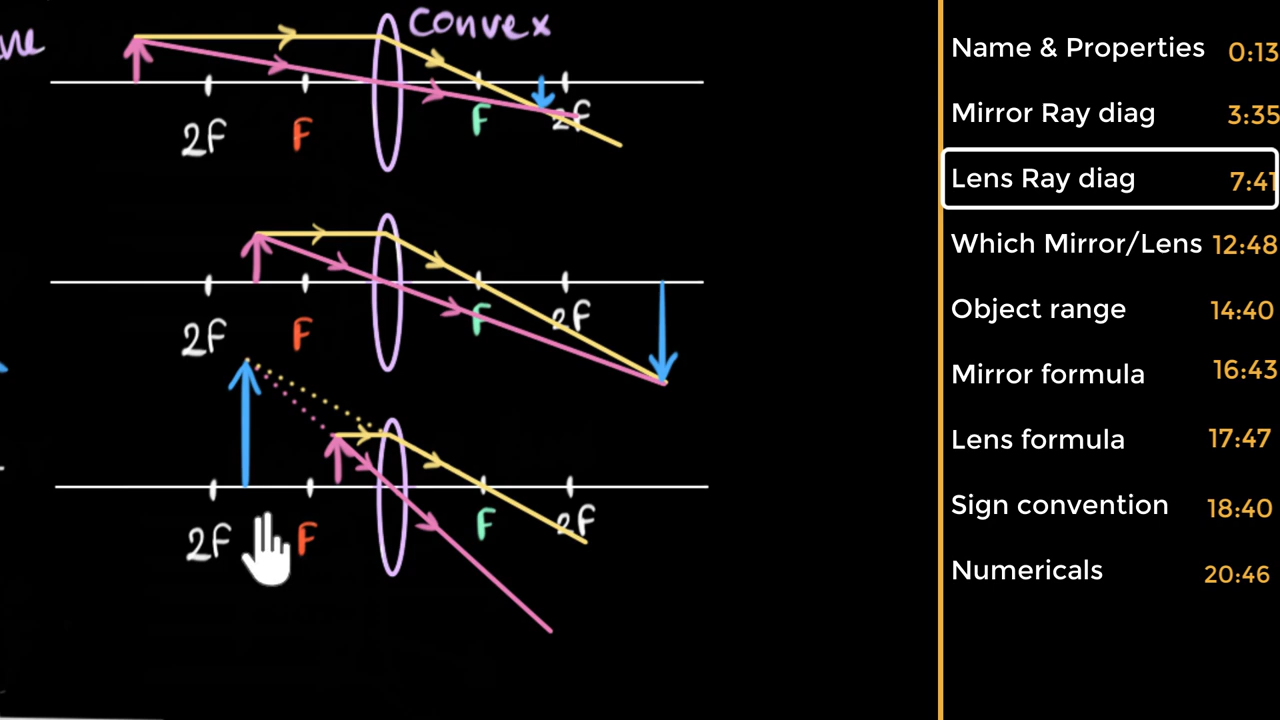 Convex
2F F F 2F
2F F F 2F
2F F F 2F
Name & Properties 0:13
Mirror Ray diag 3:35
Lens Ray diag 7:41
Which Mirror/Lens 12:48
Object range 14:40
Mirror formula 16:43
Lens formula 17:47
Sign convention 18:40
Numericals 20:46